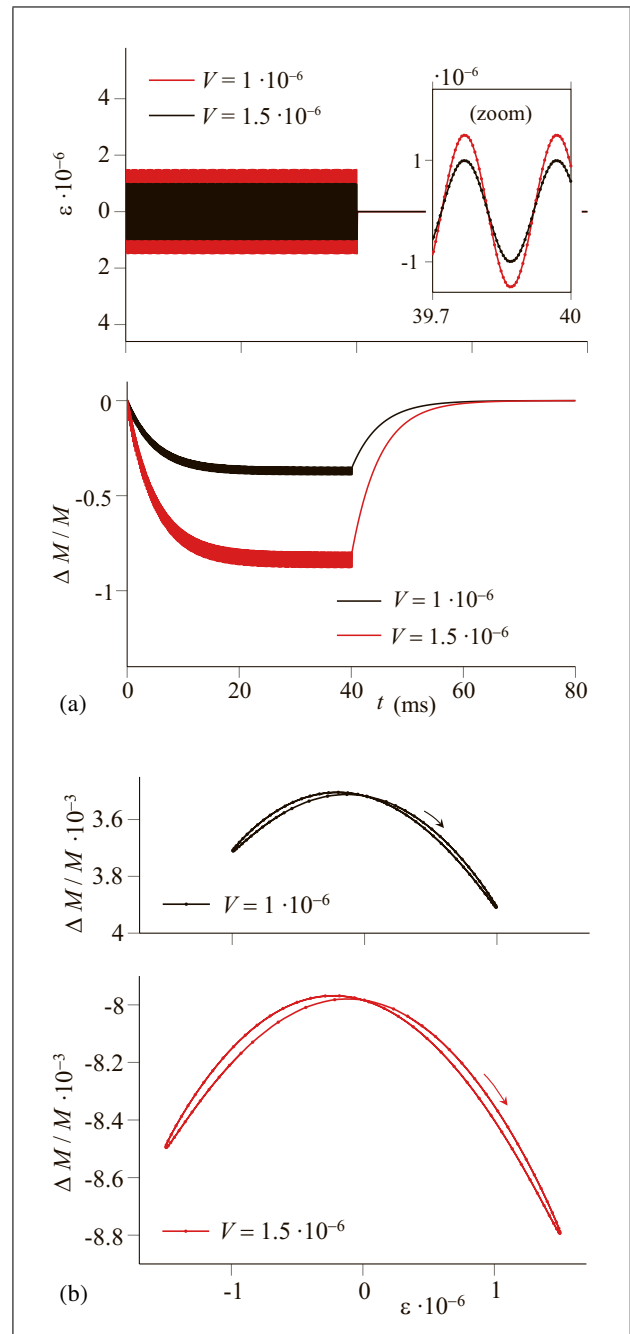 V = 1 ·10⁻⁶
V = 1.5 ·10⁻⁶
ε ·10⁻⁶
4
2
0
2
4
·10⁻⁶
(zoom)
1
-1
39.7
40
0
-0.5
-1
Δ M / M
V = 1 ·10⁻⁶
V = 1.5 ·10⁻⁶
0
20
40
60
80
t (ms)
(a)
Δ M / M ·10⁻³
3.6
3.8
4
V = 1 ·10⁻⁶
Δ M / M ·10⁻³
-8
-8.2
-8.4
-8.6
-8.8
V = 1.5 ·10⁻⁶
-1
0
1
ε ·10⁻⁶
(b)